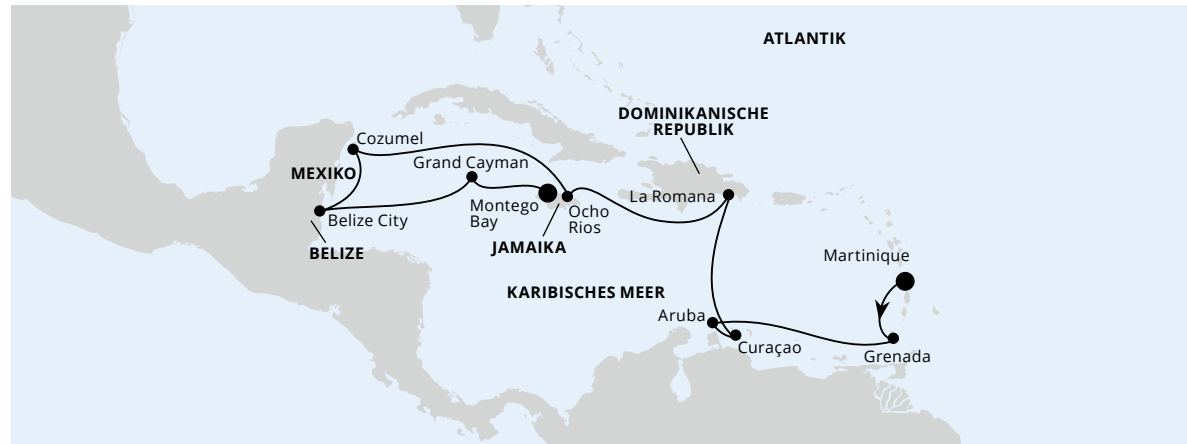 ATLANTIK
DOMINIKANISCHE
REPUBLIK
Cozumel
Grand Cayman
MEXIKO
La Romana
Montego
Bay
Ocho
Rios
Belize City
JAMAIKA
BELIZE
Martinique
KARIBISCHES MEER
Aruba
Curaçao
Grenada